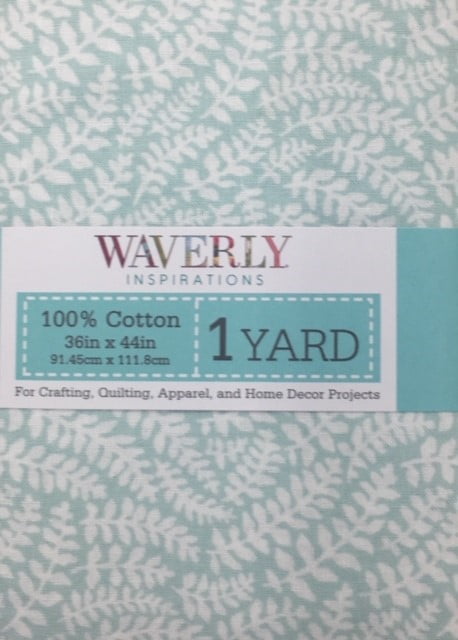 WAVERLY
INSPIRATIONS
100% Cotton
36in x 44in
91.45cm x 111.8cm
1 YARD
For Crafting, Quilting, Apparel, and Home Decor Projects